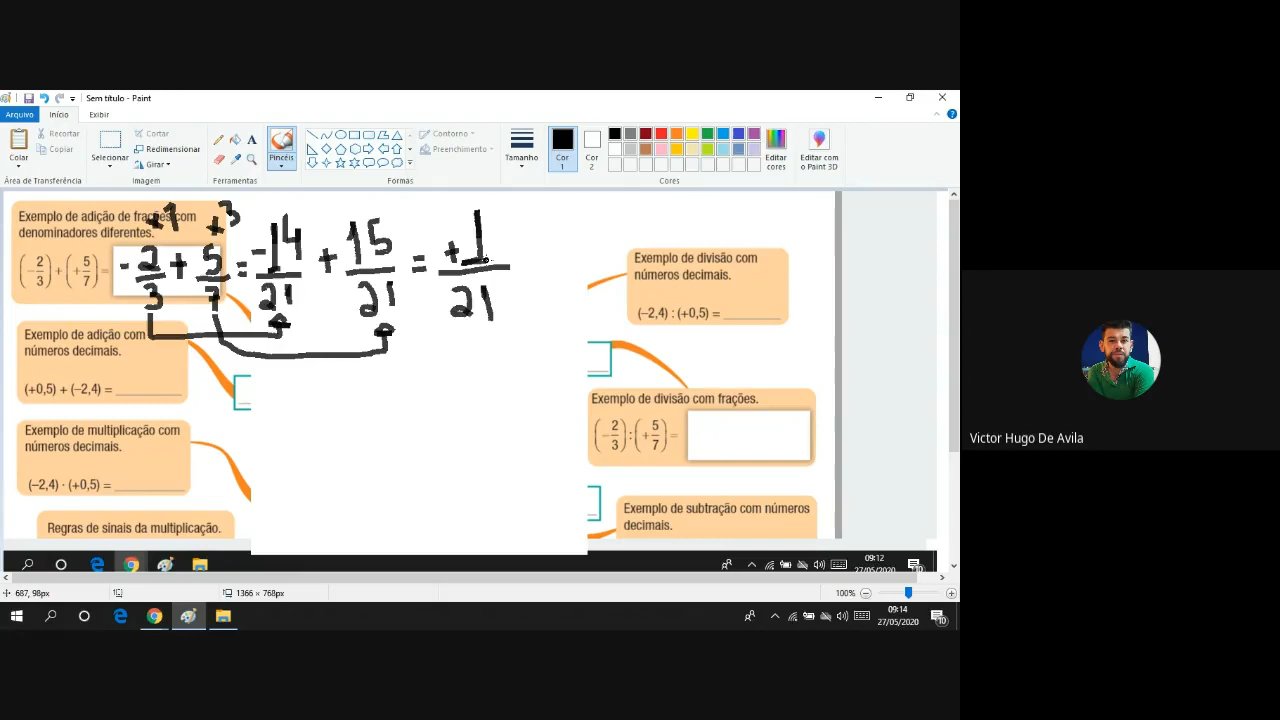 Sem título - Paint
Arquivo Início Exibir
Colar
Recortar
Copiar
Área de Transferência
Selecionar
Cortar
Redimensionar
Girar
Imagem
Ferramentas
Pincéis
Contorno
Preenchimento
Formas
Tamanho
Cor 1
Cor 2
Editar cores
Editar com o Paint 3D
Cores
Exemplo de adição de frações com
denominadores diferentes.
(-2/3) + (+5/7) =
-2/3 + 5/7 = -14/21 + 15/21 = +1/21
Exemplo de adição com
números decimais.
(+0,5) + (–2,4) = ________
Exemplo de multiplicação com
números decimais.
(–2,4) · (+0,5) = ________
Regras de sinais da multiplicação.
Exemplo de divisão com
números decimais.
(–2,4) : (+0,5) = ________
Exemplo de divisão com frações.
(-2/3) : (+5/7) =
Exemplo de subtração com números
decimais.
09:12
27/05/2020
687, 98px
1366 × 768px
100%
09:14
27/05/2020
Victor Hugo De Avila